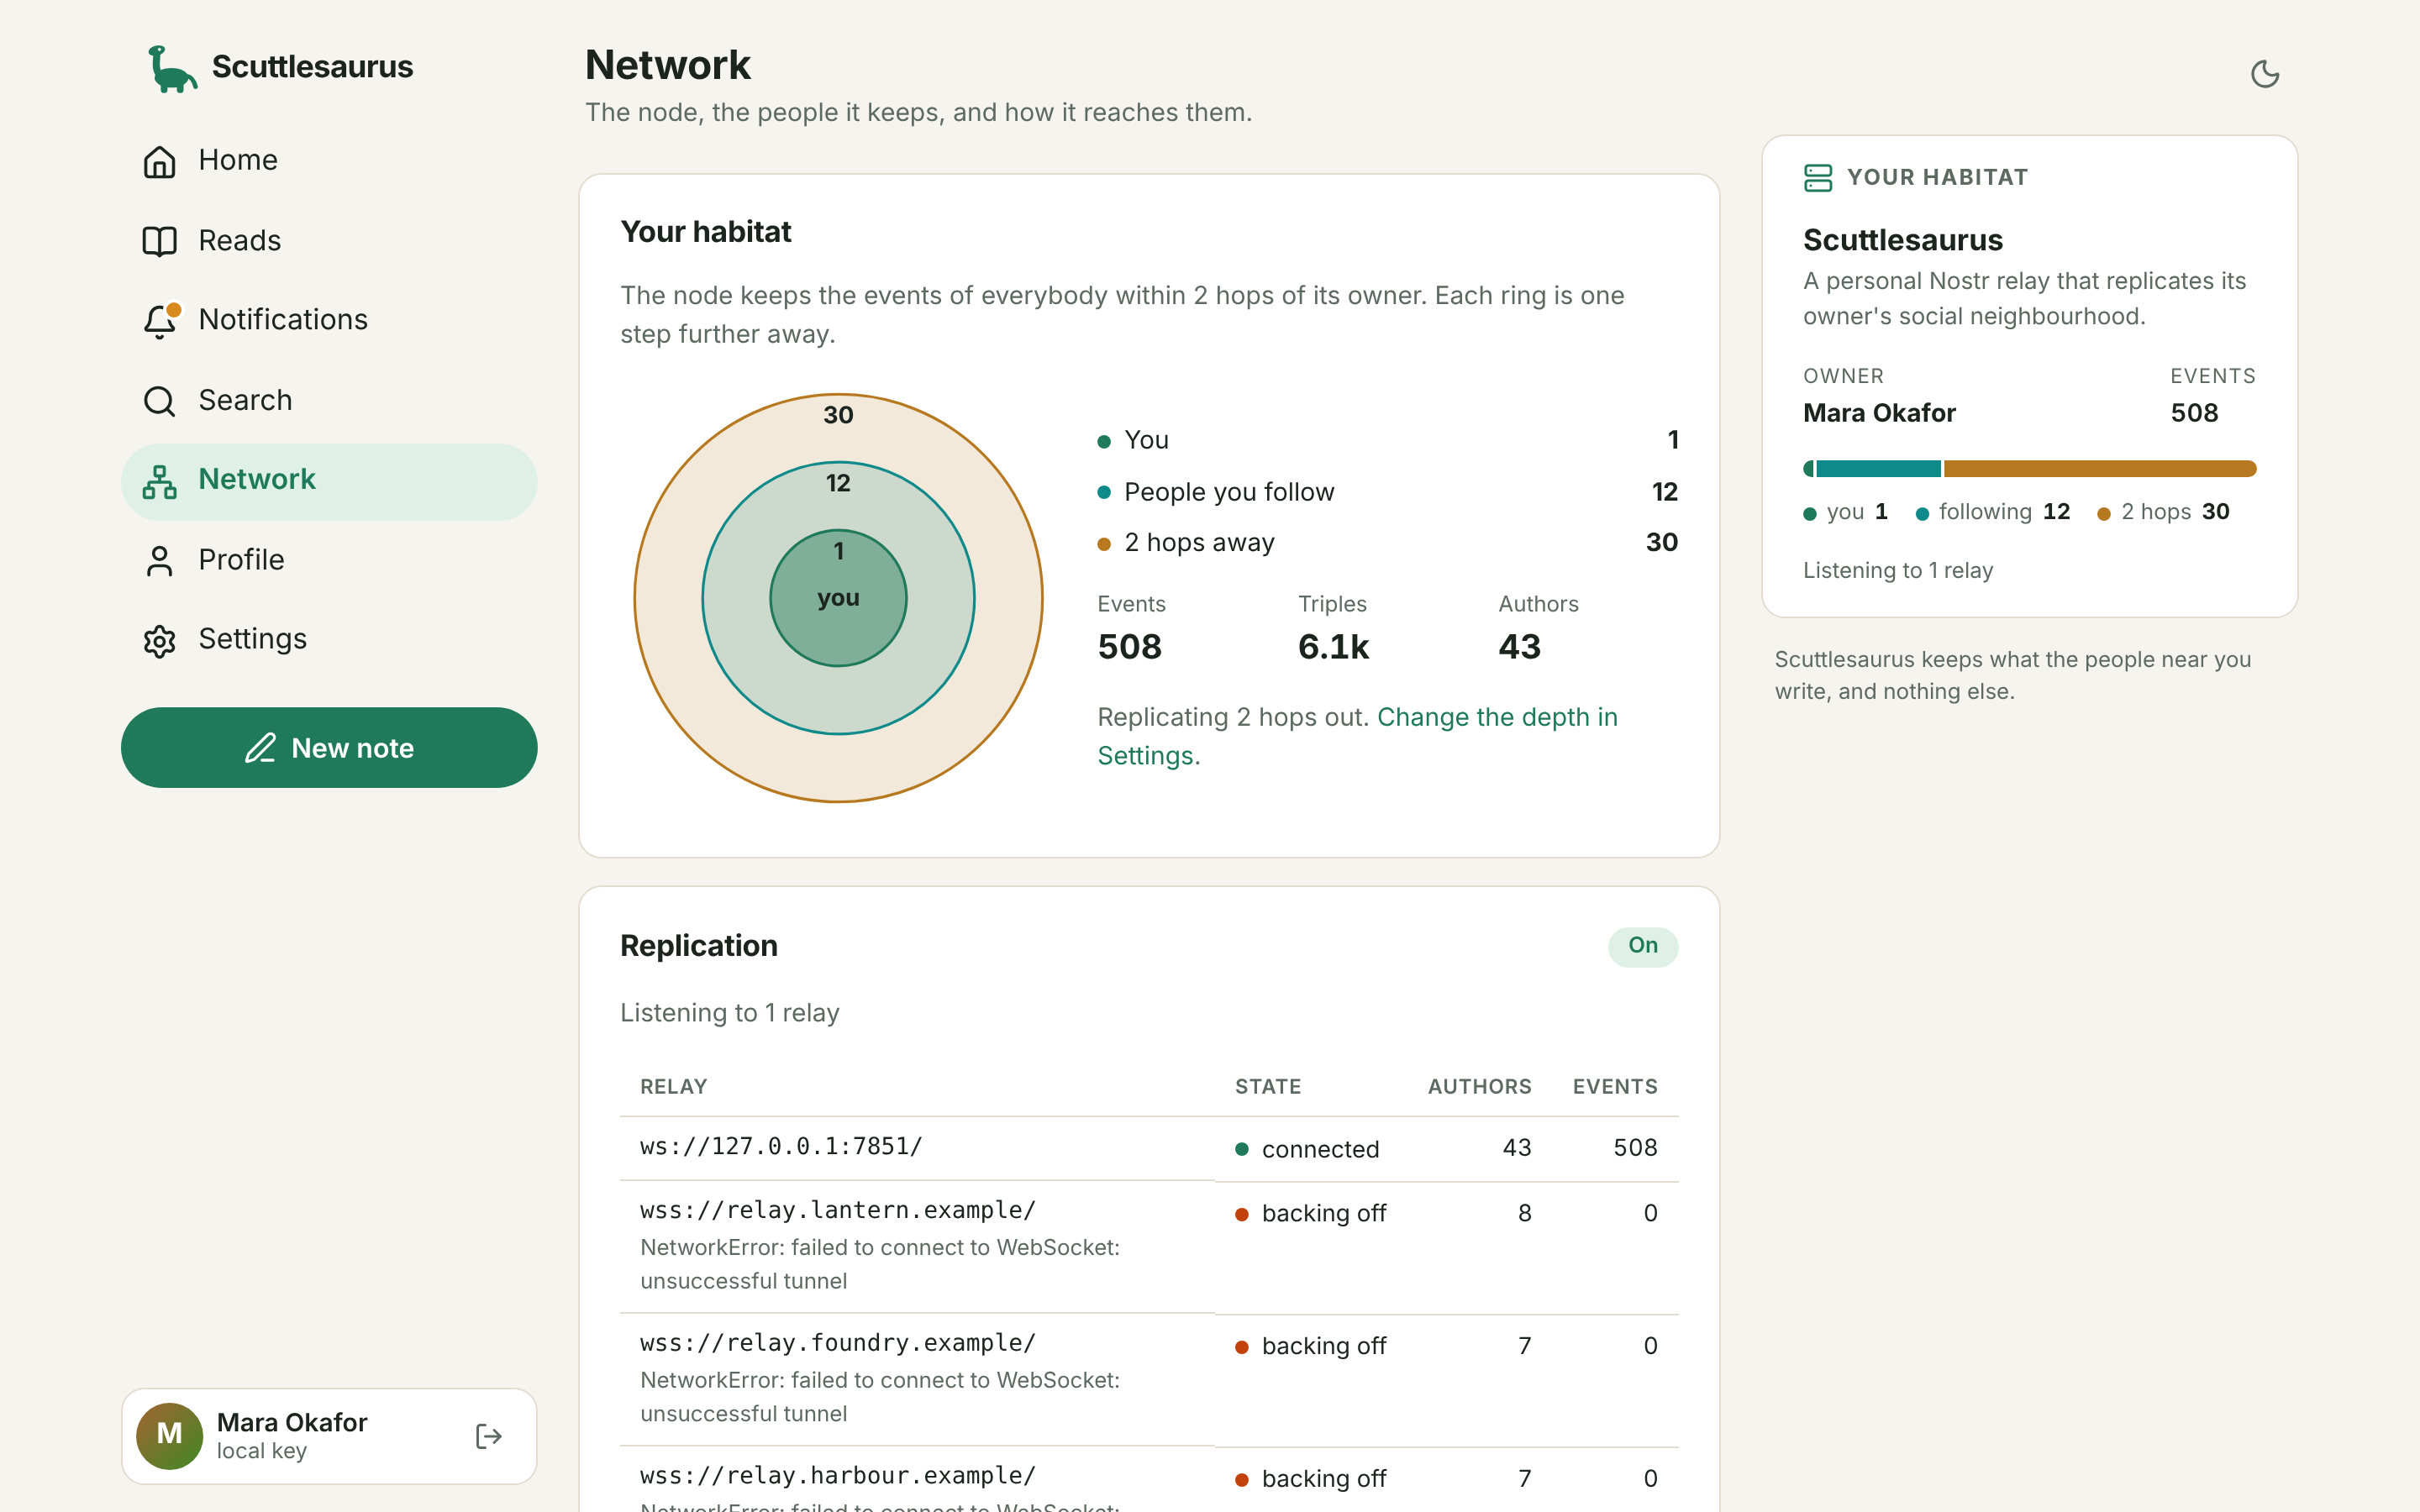 Scuttlesaurus
Home
Reads
Notifications
Search
Network
Profile
Settings
New note
M
Mara Okafor
local key
Network
The node, the people it keeps, and how it reaches them.
Your habitat
The node keeps the events of everybody within 2 hops of its owner. Each ring is one
step further away.
30
12
1
you
You 1
People you follow 12
2 hops away 30
Events Triples Authors
508 6.1k 43
Replicating 2 hops out. Change the depth in
Settings.
Replication On
Listening to 1 relay
RELAY STATE AUTHORS EVENTS
ws://127.0.0.1:7851/ connected 43 508
wss://relay.lantern.example/ backing off 8 0
NetworkError: failed to connect to WebSocket:
unsuccessful tunnel
wss://relay.foundry.example/ backing off 7 0
NetworkError: failed to connect to WebSocket:
unsuccessful tunnel
wss://relay.harbour.example/ backing off 7 0
NetworkError: failed to connect to WebSocket:
YOUR HABITAT
Scuttlesaurus
A personal Nostr relay that replicates its
owner's social neighbourhood.
OWNER EVENTS
Mara Okafor 508
you 1 following 12 2 hops 30
Listening to 1 relay
Scuttlesaurus keeps what the people near you
write, and nothing else.